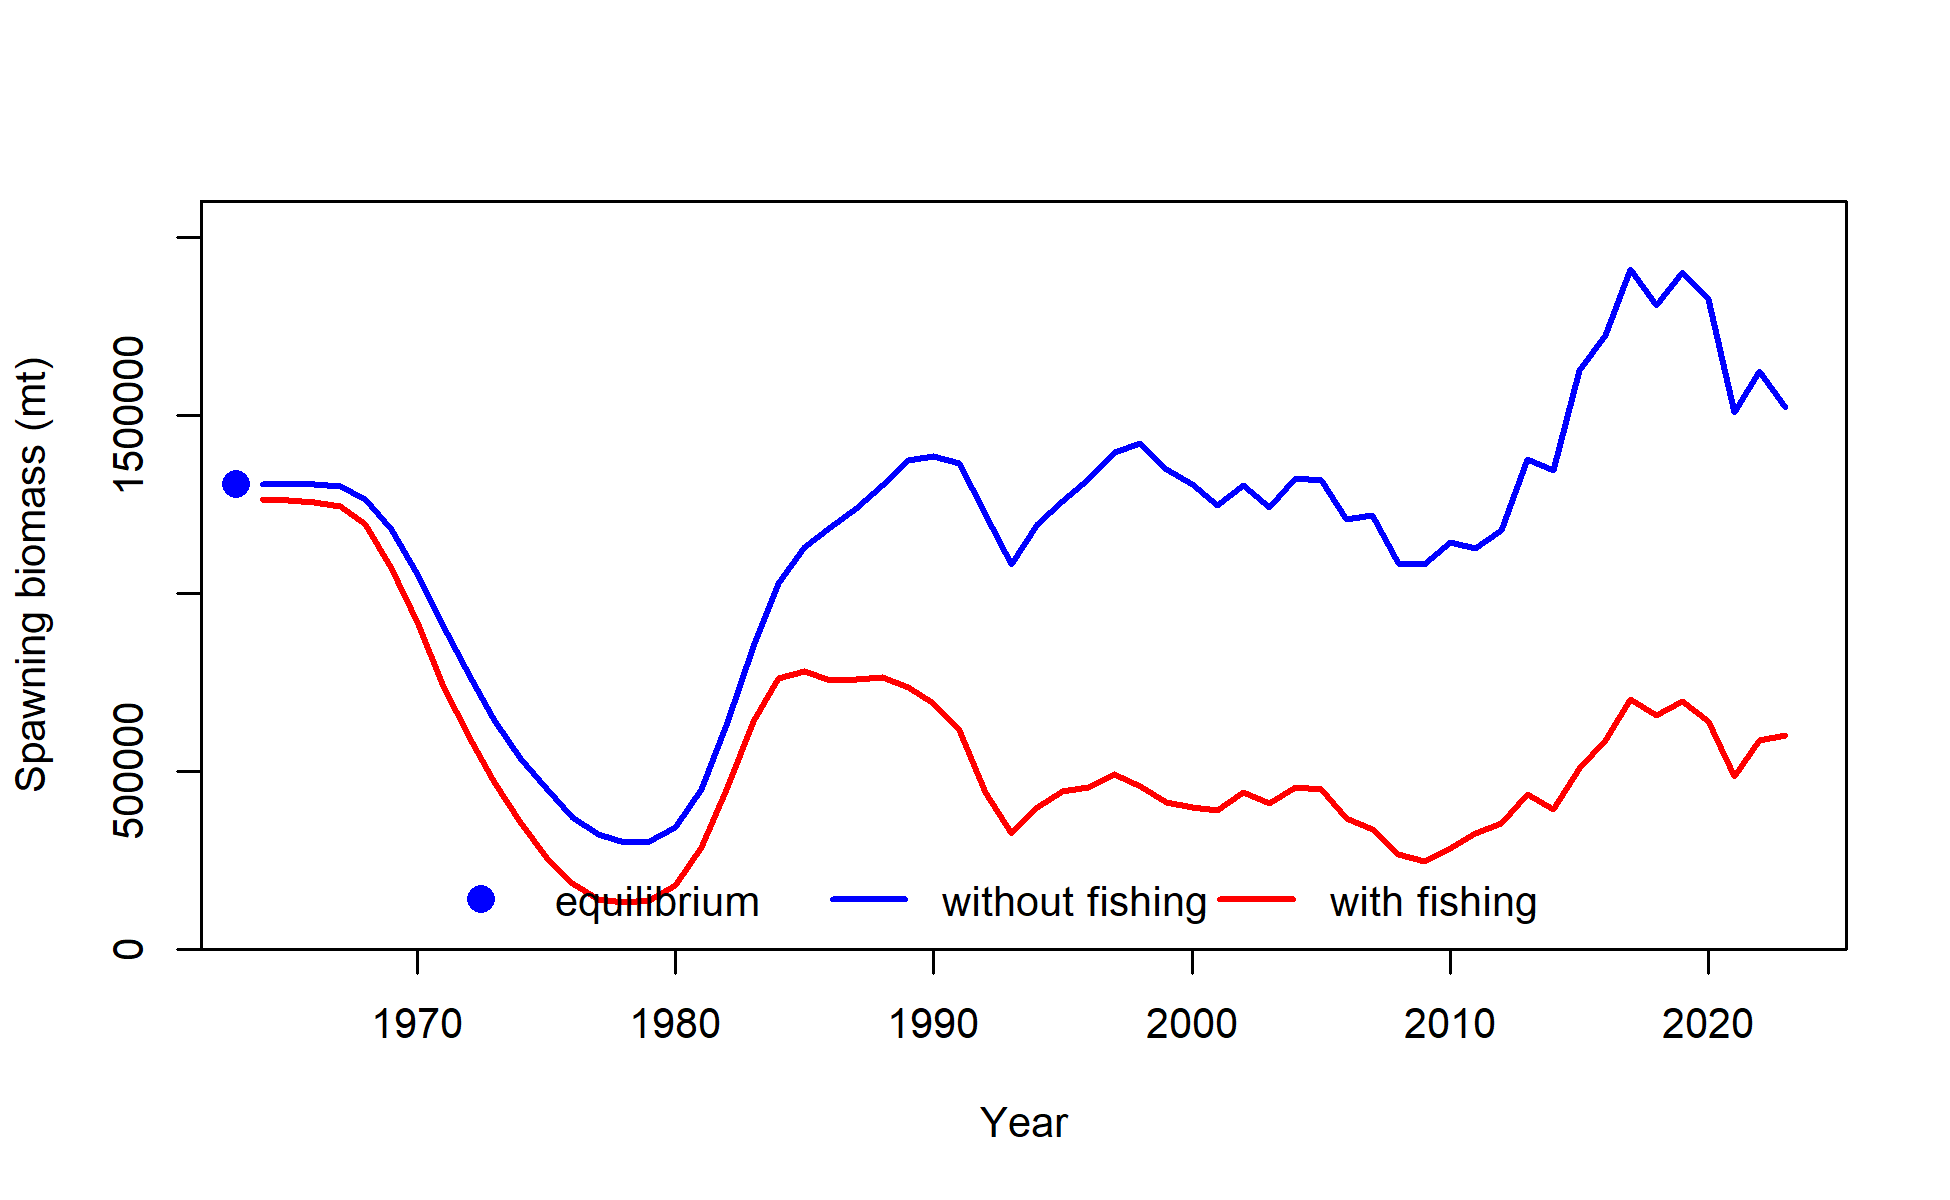 Spawning biomass (mt)
1500000
500000
0
equilibrium without fishing with fishing
1970 1980 1990 2000 2010 2020
Year